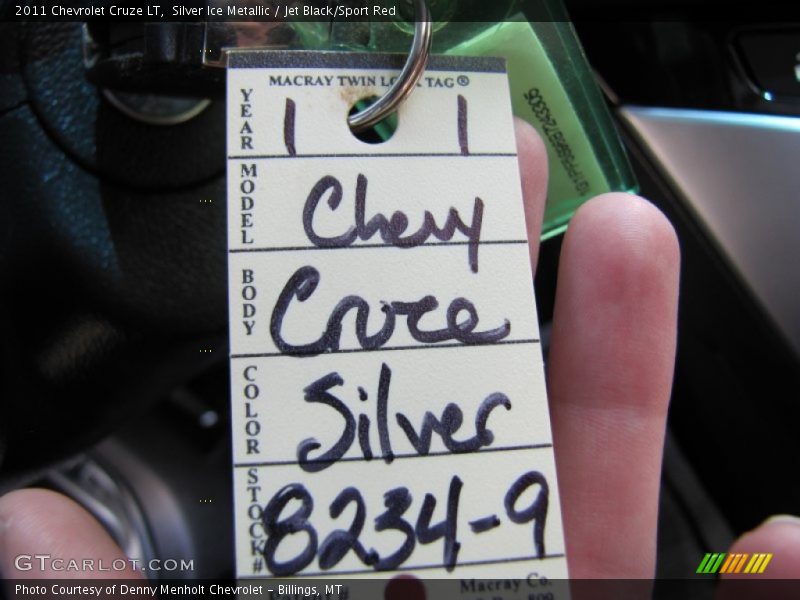 2011 Chevrolet Cruze LT,  Silver Ice Metallic / Jet Black/Sport Red
MACRAY TWIN LOCK TAG®
YEAR 1 1
MODEL Chevy
BODY Cruze
COLOR Silver
STOCK# 8234-9
Macray Co.
GTCARLOT.COM
Photo Courtesy of Denny Menholt Chevrolet - Billings, MT